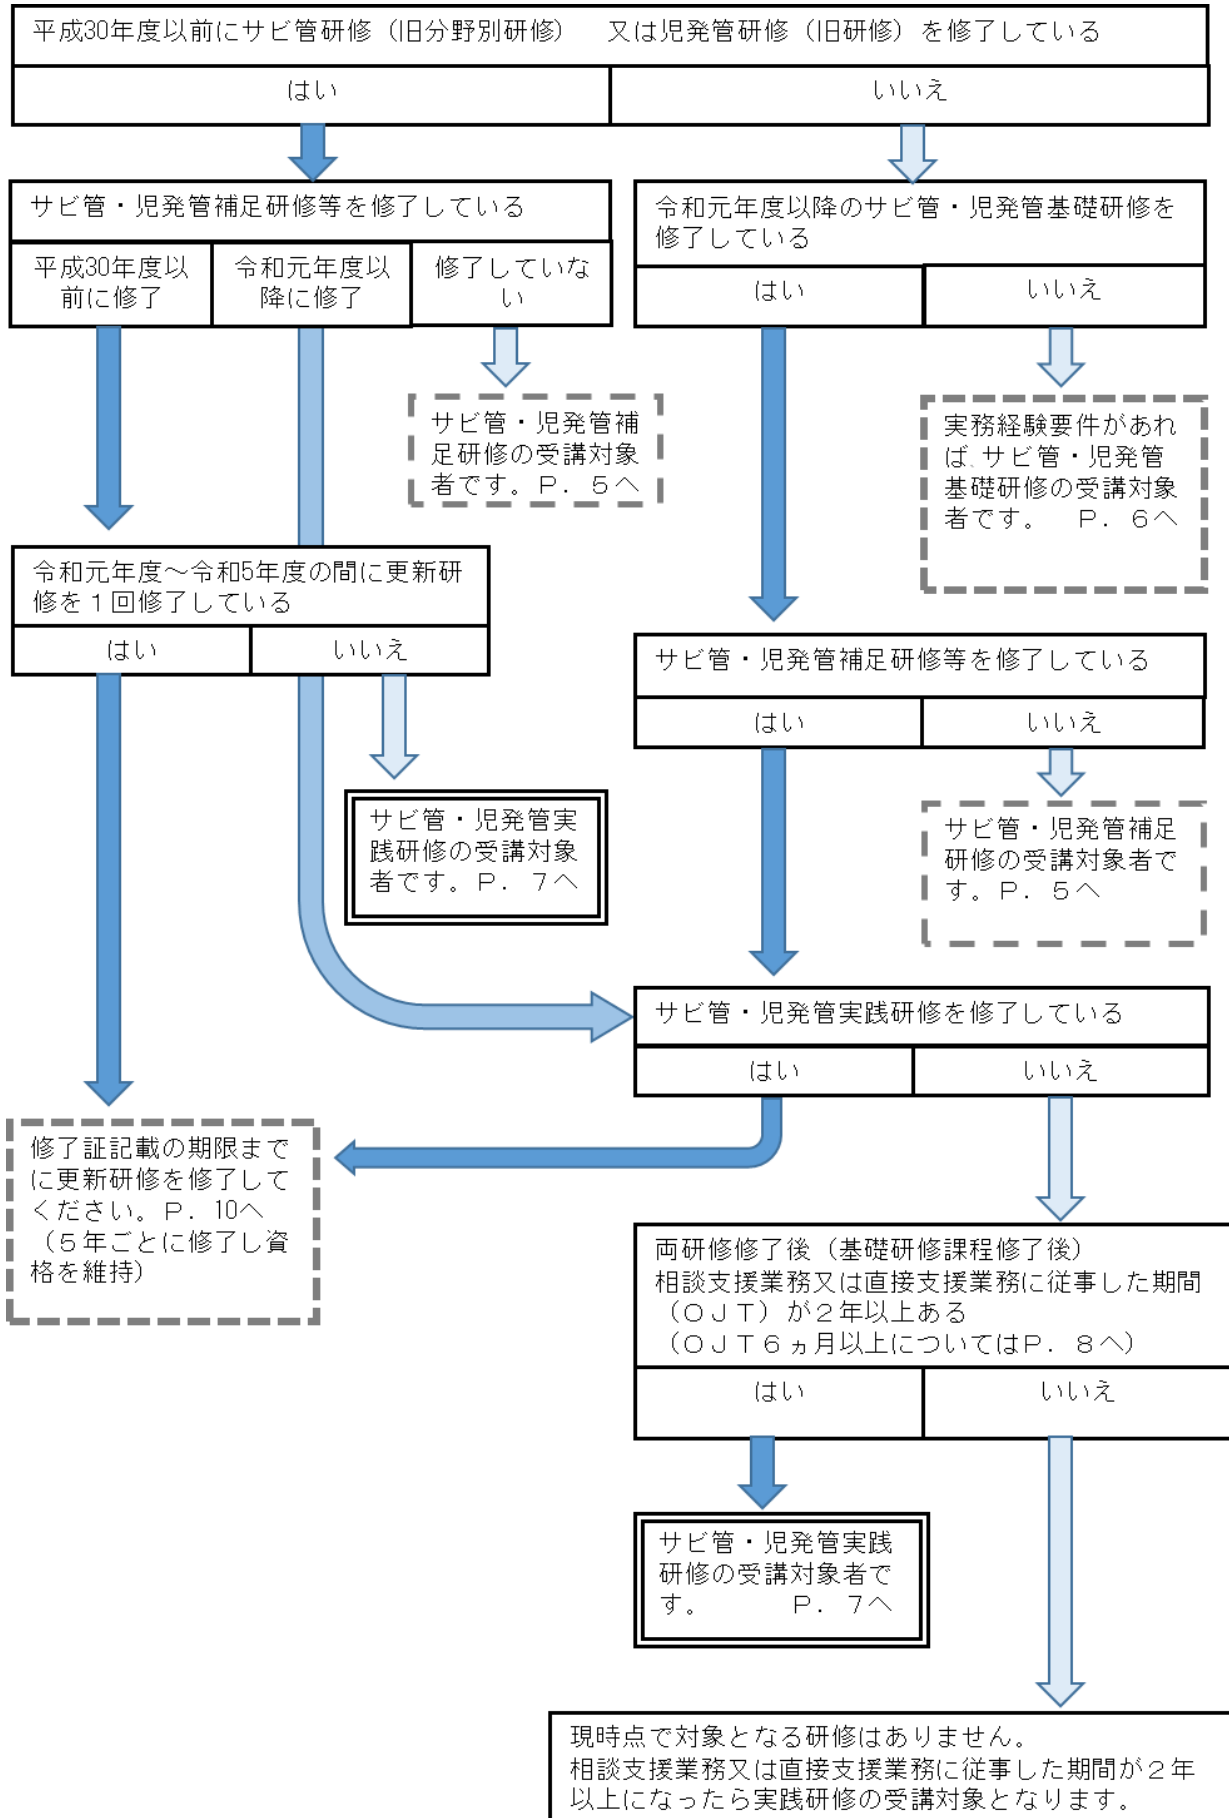 平成30年度以前にサビ管研修（旧分野別研修）　又は児発管研修（旧研修）を修了している
はい
いいえ
サビ管・児発管補足研修等を修了している
平成30年度以
前に修了
令和元年度以
降に修了
修了していな
い
令和元年度以降のサビ管・児発管基礎研修を
修了している
はい
いいえ
サビ管・児発管補
足研修の受講対象
者です。Ｐ．５へ
実務経験要件があれ
ば、サビ管・児発管
基礎研修の受講対象
者です。　Ｐ．６へ
令和元年度～令和5年度の間に更新研
修を１回修了している
はい
いいえ
サビ管・児発管補足研修等を修了している
はい
いいえ
サビ管・児発管実
践研修の受講対象
者です。Ｐ．７へ
サビ管・児発管補足
研修の受講対象者で
す。Ｐ．５へ
サビ管・児発管実践研修を修了している
はい
いいえ
修了証記載の期限まで
に更新研修を修了して
ください。Ｐ．10へ
（５年ごとに修了し資
格を維持）
両研修修了後（基礎研修課程修了後）
相談支援業務又は直接支援業務に従事した期間
（ＯＪＴ）が２年以上ある
（ＯＪＴ６ヵ月以上についてはＰ．８へ）
はい
いいえ
サビ管・児発管実践
研修の受講対象者で
す。　　　Ｐ．７へ
現時点で対象となる研修はありません。
相談支援業務又は直接支援業務に従事した期間が２年
以上になったら実践研修の受講対象となります。